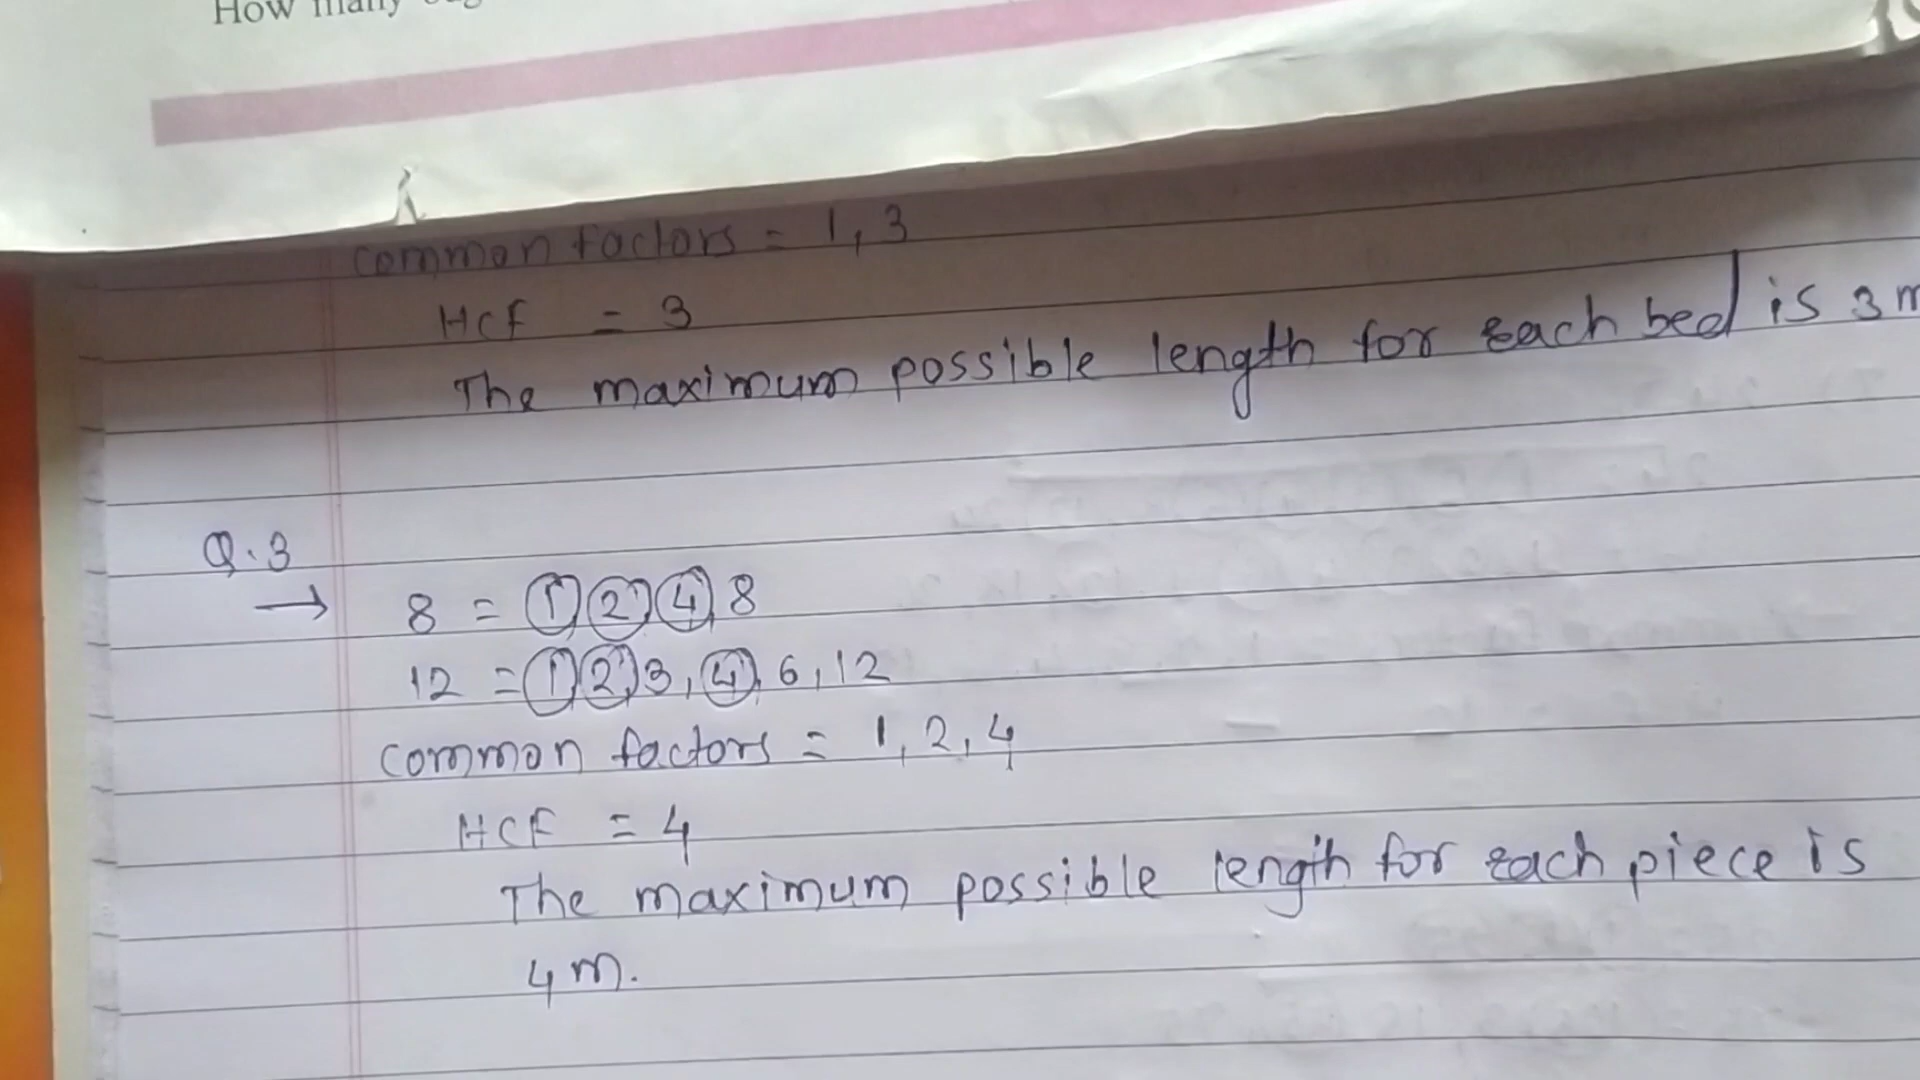 How many
common factors = 1, 3
HCF = 3
The maximum possible length for each bed is 3 m
Q.3
→ 8 = 1, 2, 4, 8
12 = 1, 2, 3, 4, 6, 12
common factors = 1, 2, 4
HCF = 4
The maximum possible length for each piece is
4 m.